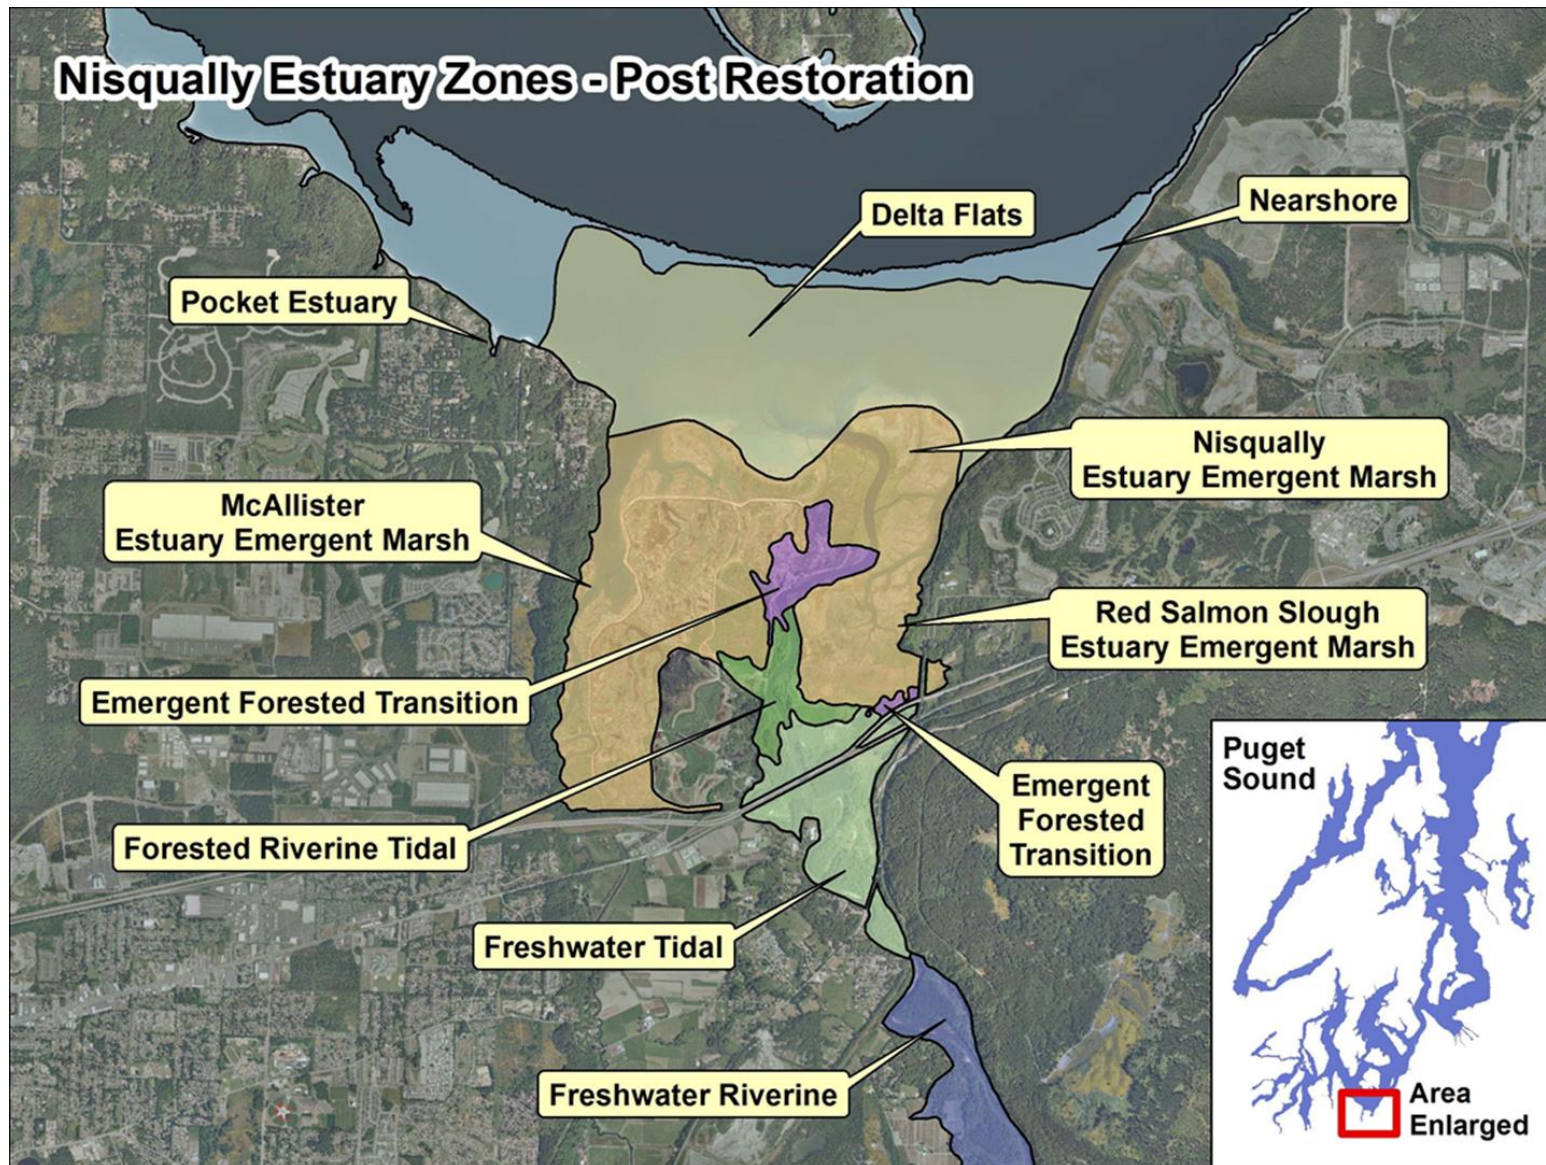 Nisqually Estuary Zones - Post Restoration
Delta Flats
Nearshore
Pocket Estuary
Nisqually
Estuary Emergent Marsh
McAllister
Estuary Emergent Marsh
Red Salmon Slough
Estuary Emergent Marsh
Emergent Forested Transition
Emergent
Forested
Transition
Forested Riverine Tidal
Freshwater Tidal
Freshwater Riverine
Puget
Sound
Area
Enlarged